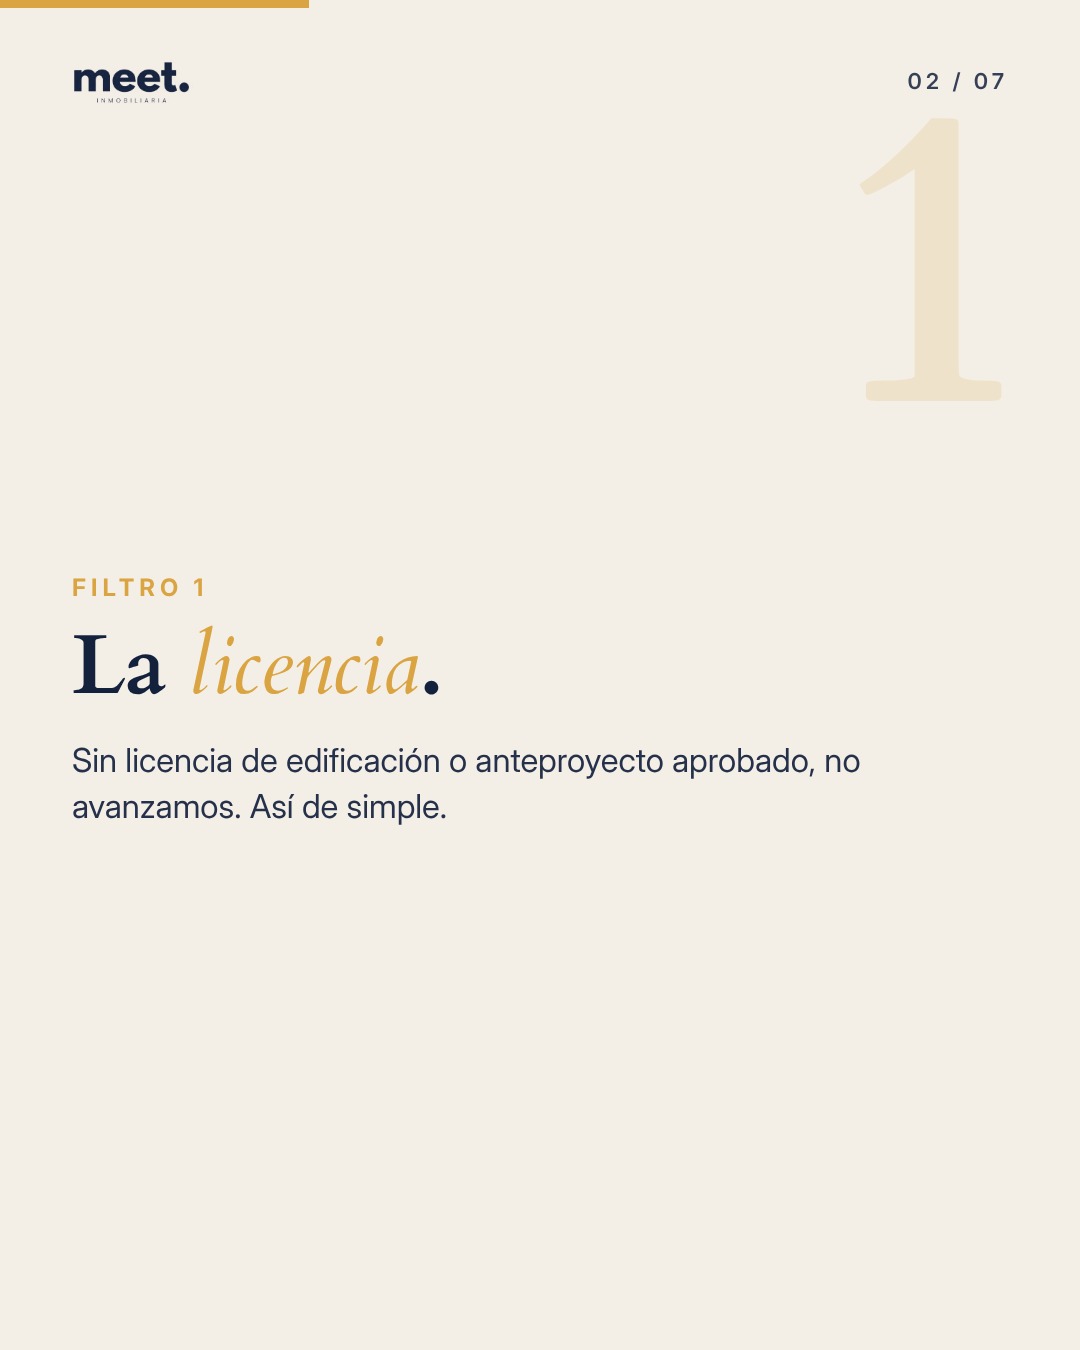 meet.
INMOBILIARIA
02 / 07
1
FILTRO 1
La licencia.
Sin licencia de edificación o anteproyecto aprobado, no
avanzamos. Así de simple.